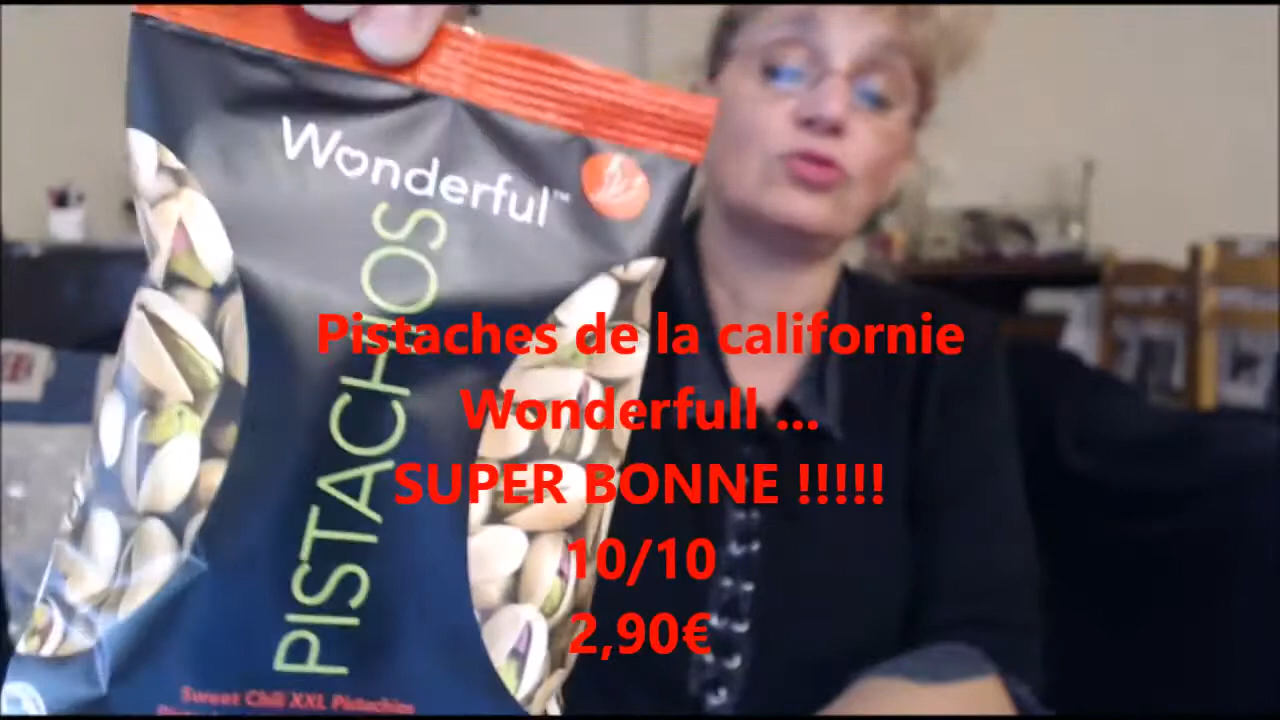 Wonderful™
PISTACHIOS
Sweet Chili XXL Pistachios
Pistaches de la californie
Wonderfull ...
SUPER BONNE !!!!!
10/10
2,90€